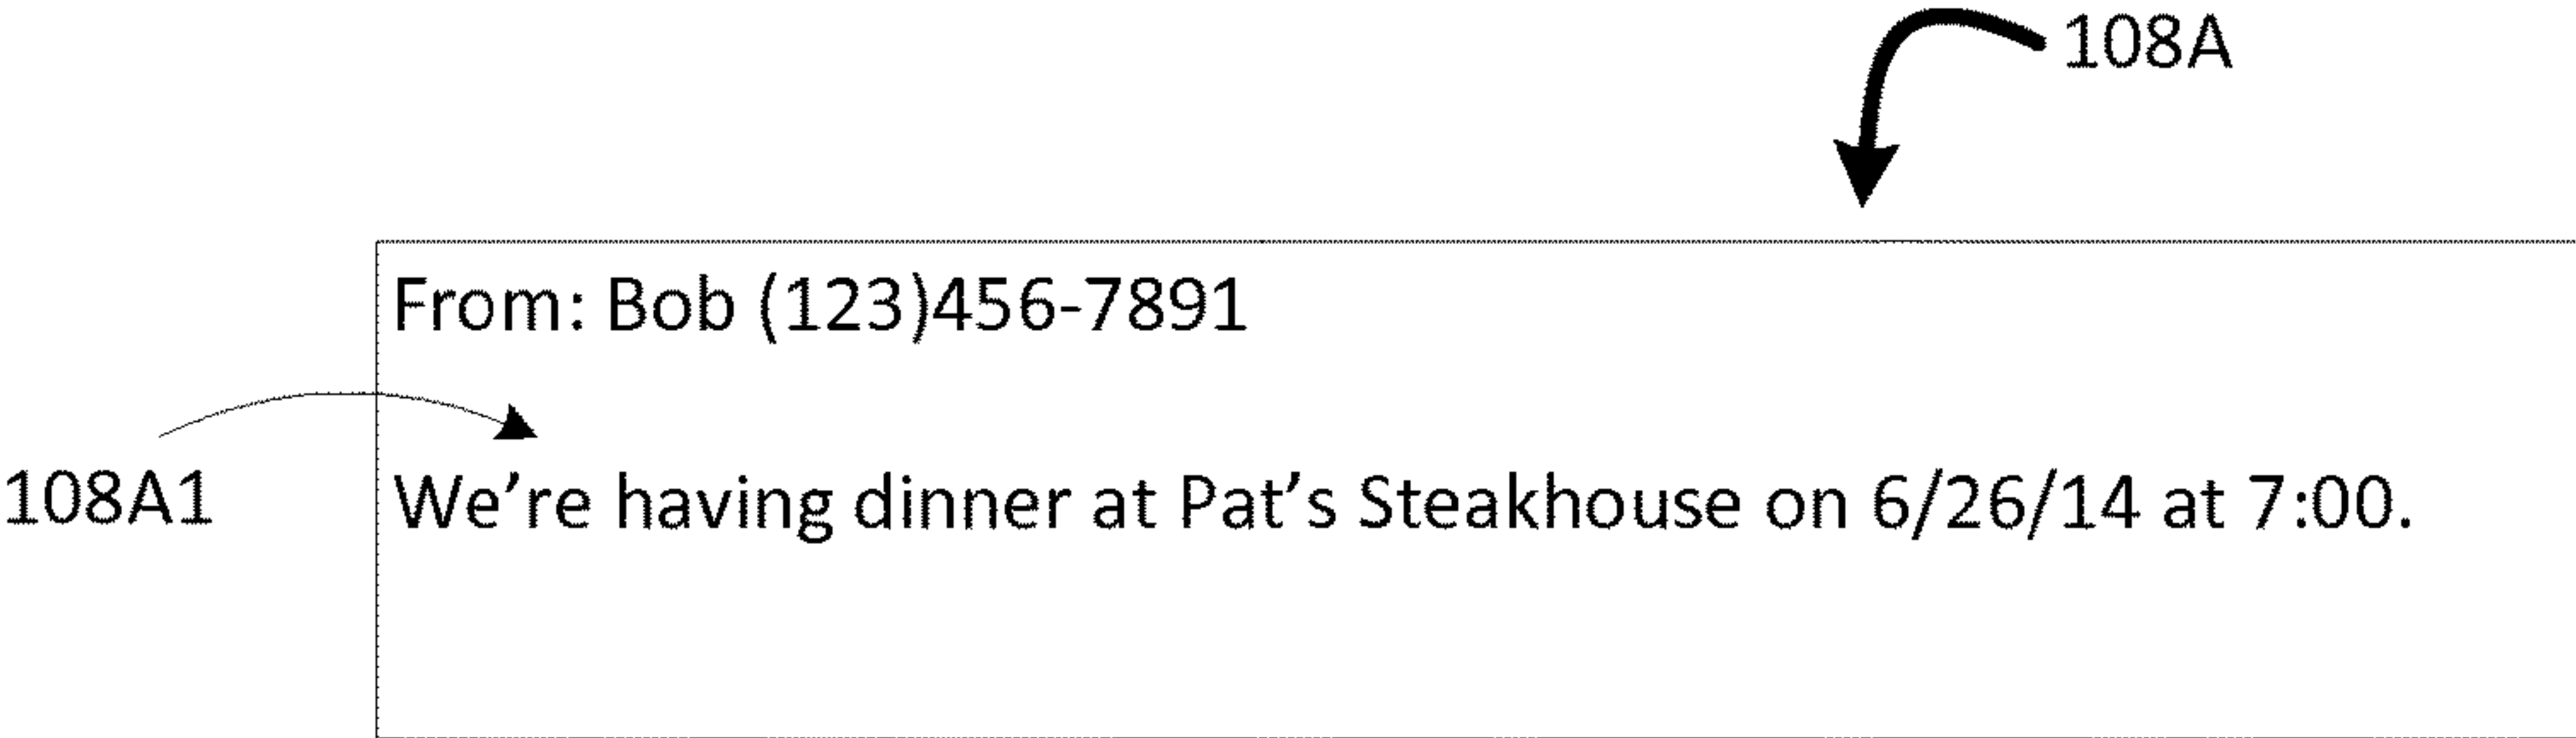 108A
From: Bob (123)456-7891
108A1
We're having dinner at Pat's Steakhouse on 6/26/14 at 7:00.